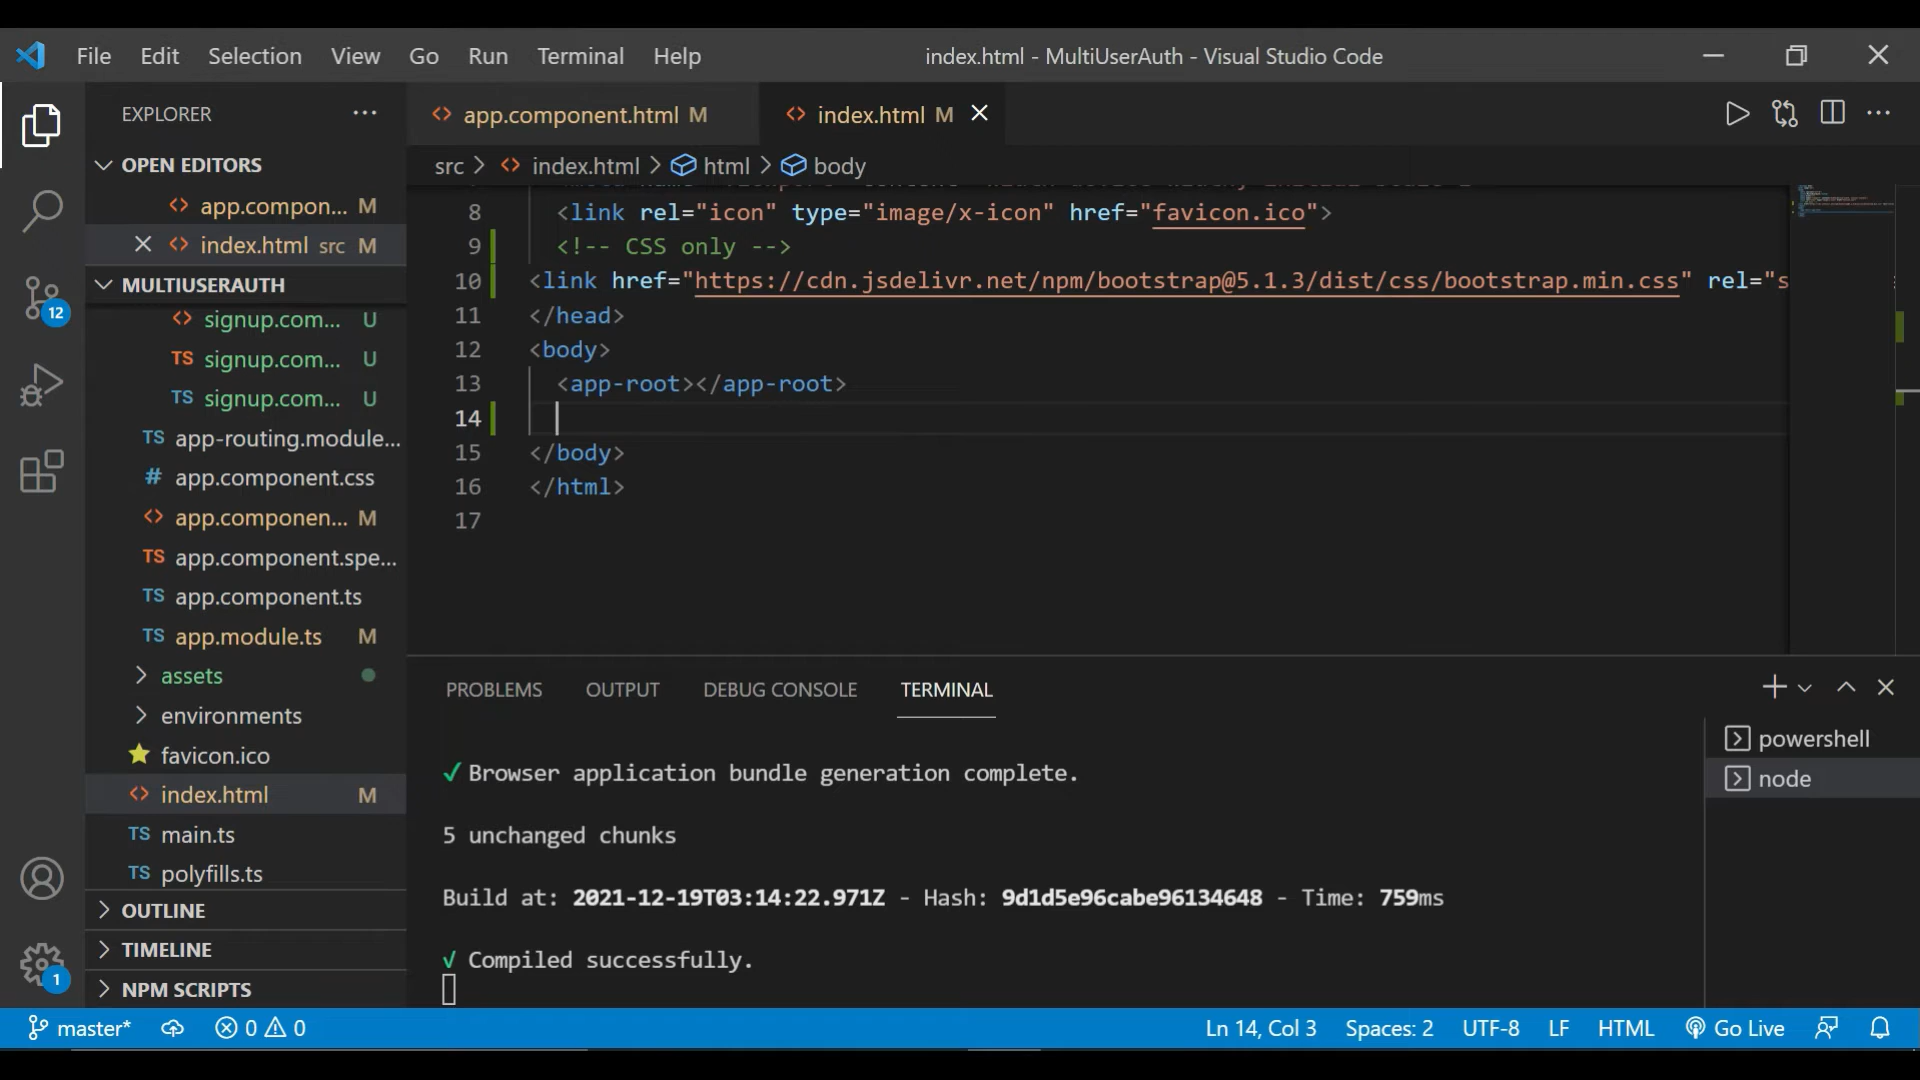 File Edit Selection View Go Run Terminal Help
index.html - MultiUserAuth - Visual Studio Code
EXPLORER
OPEN EDITORS
app.compon... M
index.html src M
MULTIUSERAUTH
signup.com... U
signup.com... U
signup.com... U
app-routing.module...
app.component.css
app.componen... M
app.component.spe...
app.component.ts
app.module.ts M
assets
environments
favicon.ico
index.html M
main.ts
polyfills.ts
OUTLINE
TIMELINE
NPM SCRIPTS
12
1
app.component.html M
index.html M
src > index.html > html > body
8 <link rel="icon" type="image/x-icon" href="favicon.ico">
9 <!-- CSS only -->
10 <link href="https://cdn.jsdelivr.net/npm/bootstrap@5.1.3/dist/css/bootstrap.min.css" rel="s
11 </head>
12 <body>
13 <app-root></app-root>
14
15 </body>
16 </html>
17
PROBLEMS OUTPUT DEBUG CONSOLE TERMINAL
√ Browser application bundle generation complete.
5 unchanged chunks
Build at: 2021-12-19T03:14:22.971Z - Hash: 9d1d5e96cabe96134648 - Time: 759ms
√ Compiled successfully.
powershell
node
master* 0 0 Ln 14, Col 3 Spaces: 2 UTF-8 LF HTML Go Live